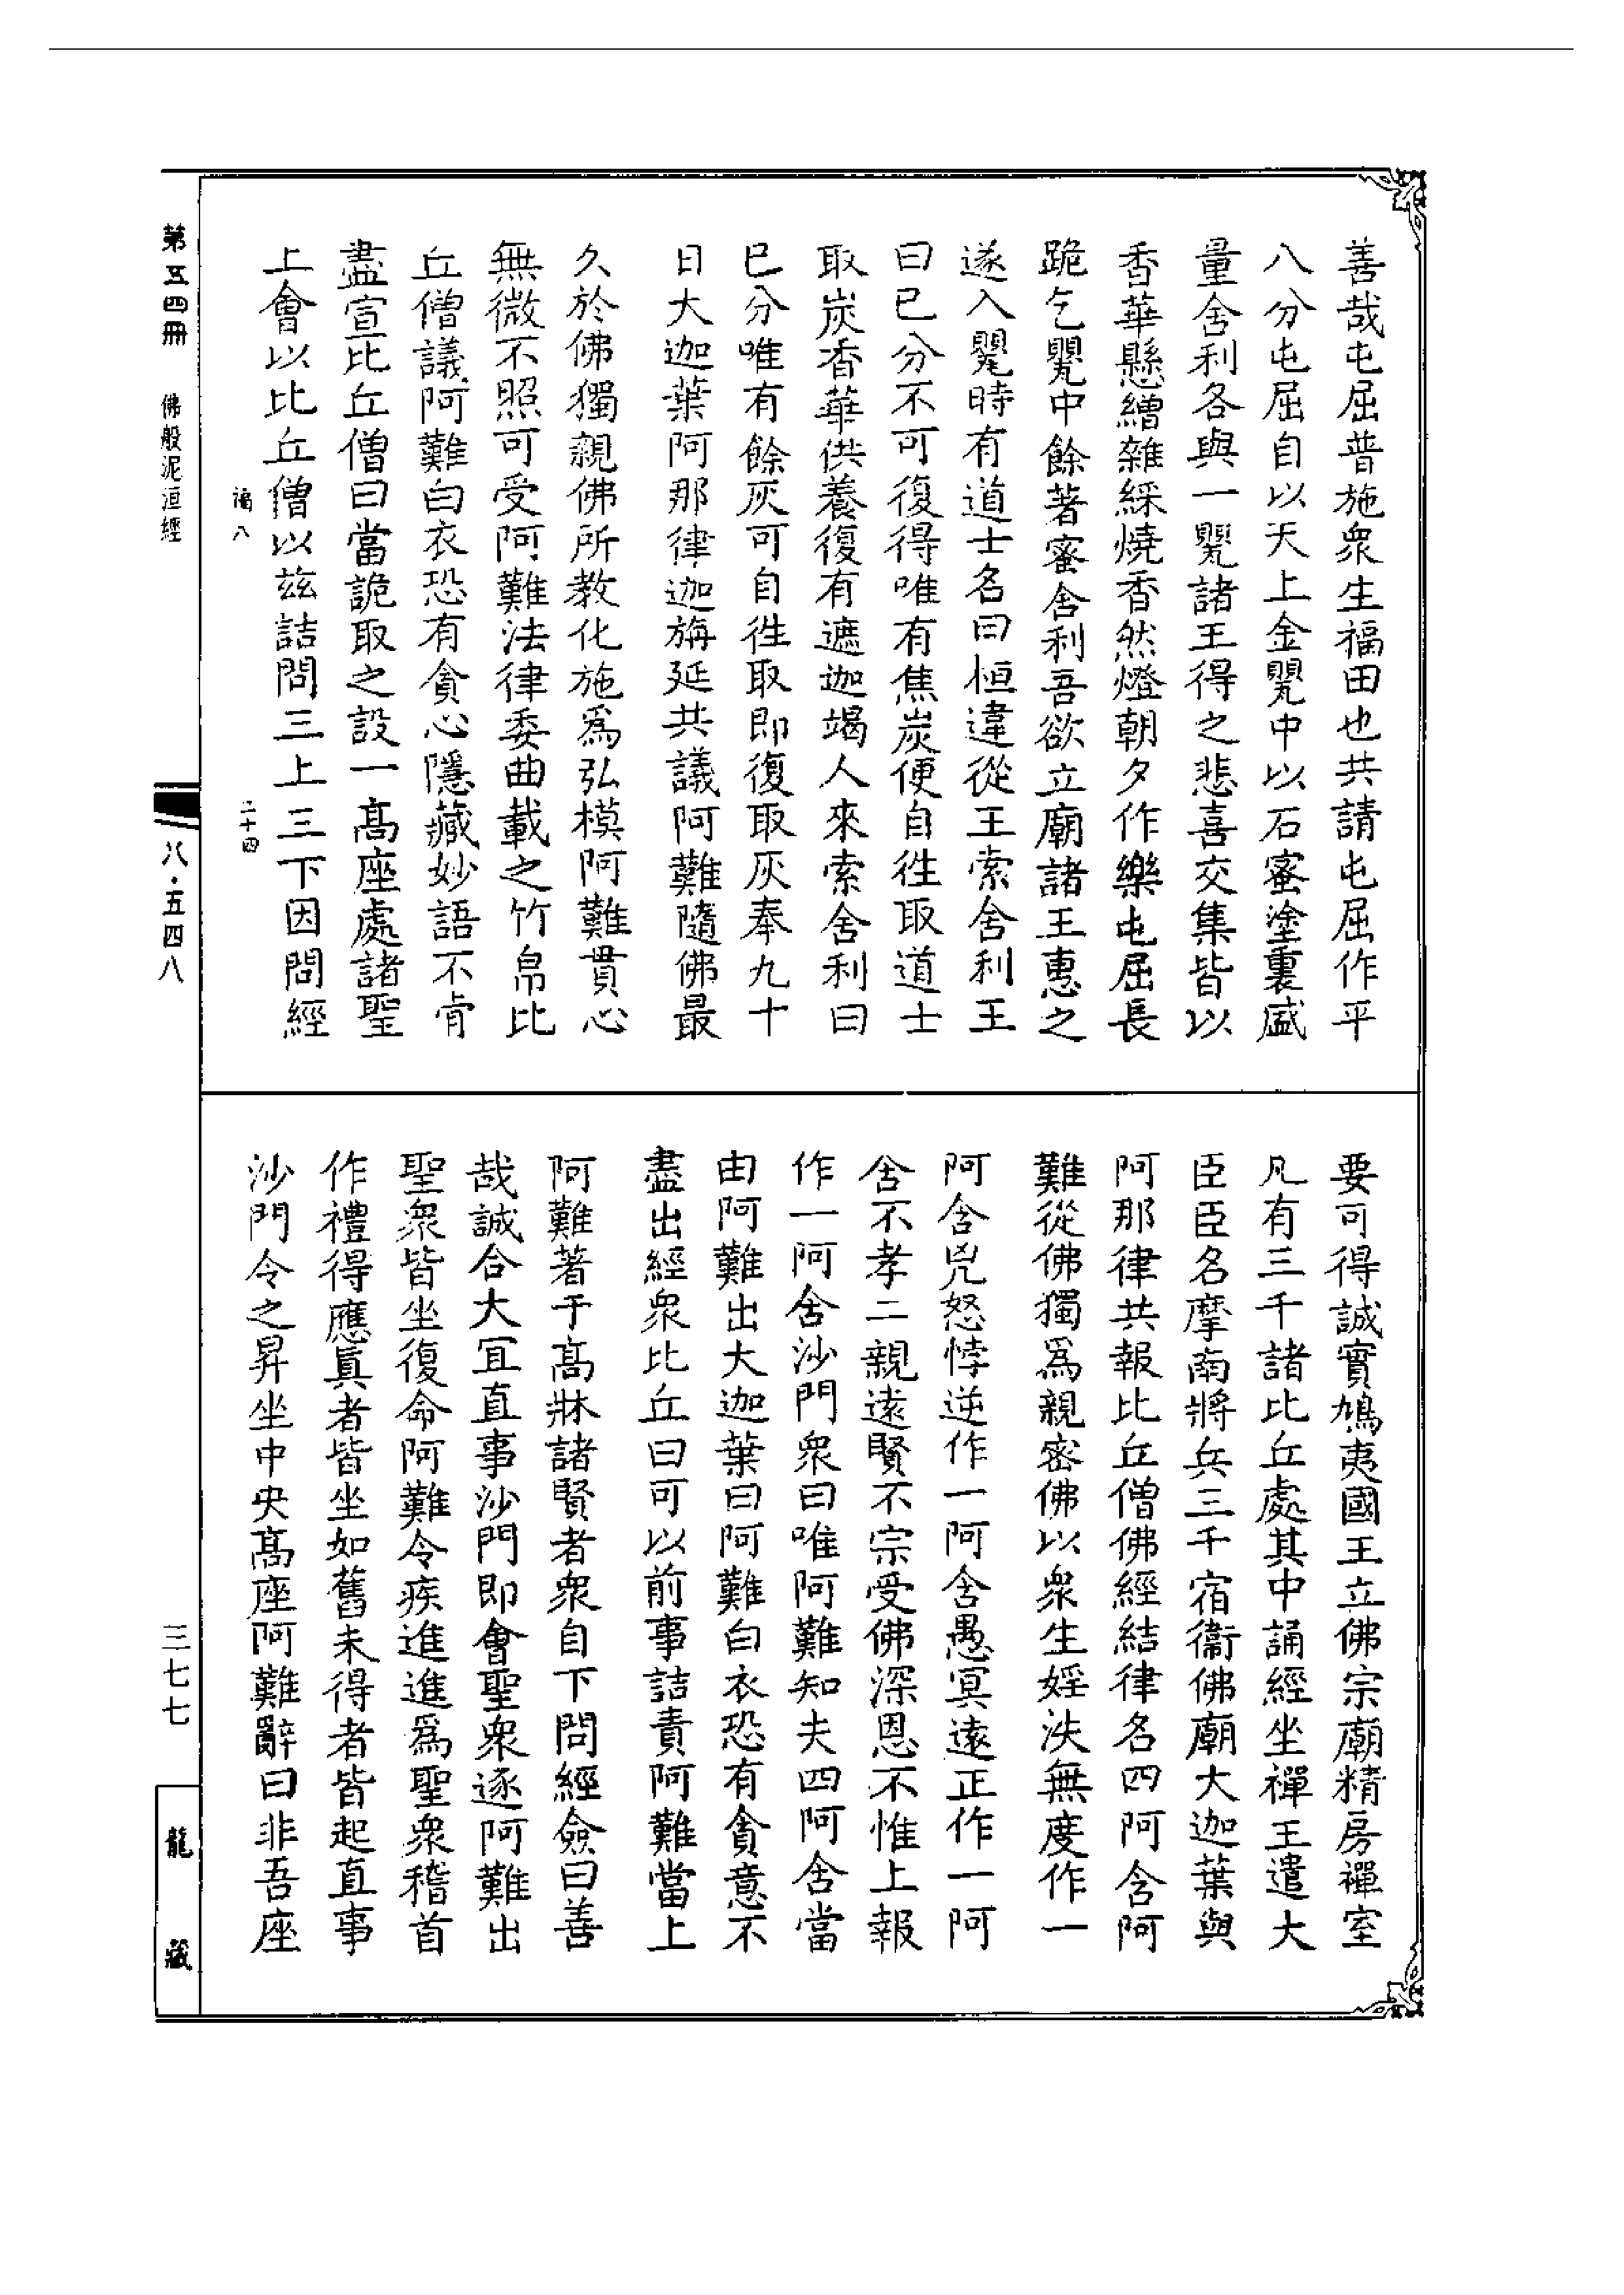 善哉屯屈普施衆生福田也共請屯屈作平
八分屯屈自以天上金甖中以石蜜塗裏盛
量舍利各與一甖諸王得之悲喜交集皆以
香華懸繒雜綵燒香然燈朝夕作樂屯屈長
跪乞甖中餘著蜜舍利吾欲立廟諸王惠之
遂入甖時有道士名曰桓違從王索舍利王
曰已分不可復得唯有焦炭便自徃取道士
取炭香華供養復有遮迦竭人來索舍利曰
已分唯有餘灰可自徃取即復取灰奉九十
日大迦葉阿那律迦旃延共議阿難隨佛最
久於佛獨親佛所教化施爲弘模阿難貫心
無微不照可受阿難法律委曲載之竹帛比
丘僧議阿難白衣恐有貪心隱藏妙語不肯
盡宣比丘僧曰當詭取之設一髙座處諸聖
上會以比丘僧以兹詰問三上三下因問經
要可得誠實鳩夷國王立佛宗廟精房禪室
凡有三千諸比丘處其中誦經坐禪王遣大
臣臣名摩南將兵三千宿衞佛廟大迦葉與
阿那律共報比丘僧佛經結律名四阿含阿
難從佛獨爲親密佛以衆生婬泆無度作一
阿含兇怒悖逆作一阿含愚冥遠正作一阿
含不孝二親遠賢不宗受佛深恩不惟上報
作一阿含沙門衆曰唯阿難知夫四阿含當
由阿難出大迦葉曰阿難白衣恐有貪意不
盡出經衆比丘曰可以前事詰責阿難當上
阿難著于髙牀諸賢者衆自下問經僉曰善
哉誠合大冝直事沙門即會聖衆逐阿難出
聖衆皆坐復命阿難令疾進進爲聖衆稽首
作禮得應眞者皆坐如舊未得者皆起直事
沙門令之昇坐中央髙座阿難辭曰非吾座
第五四冊 佛般泥洹經
福八
二十四
八·五四八
三七七
龍藏